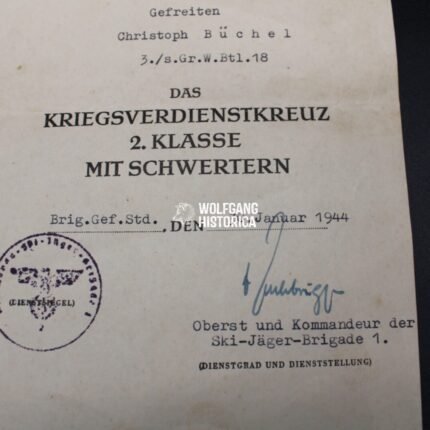 Gefreiten
Christoph Büchel
3./s.Gr.W.Btl.18
DAS
KRIEGSVERDIENSTKREUZ
2. KLASSE
MIT SCHWERTERN
WOLFGANG
HISTORICA
Brig.Gef.Std. , DEN Januar 1944
(DIENSTSIEGEL)
Oberst und Kommandeur der
Ski-Jäger-Brigade 1.
(DIENSTGRAD UND DIENSTSTELLUNG)